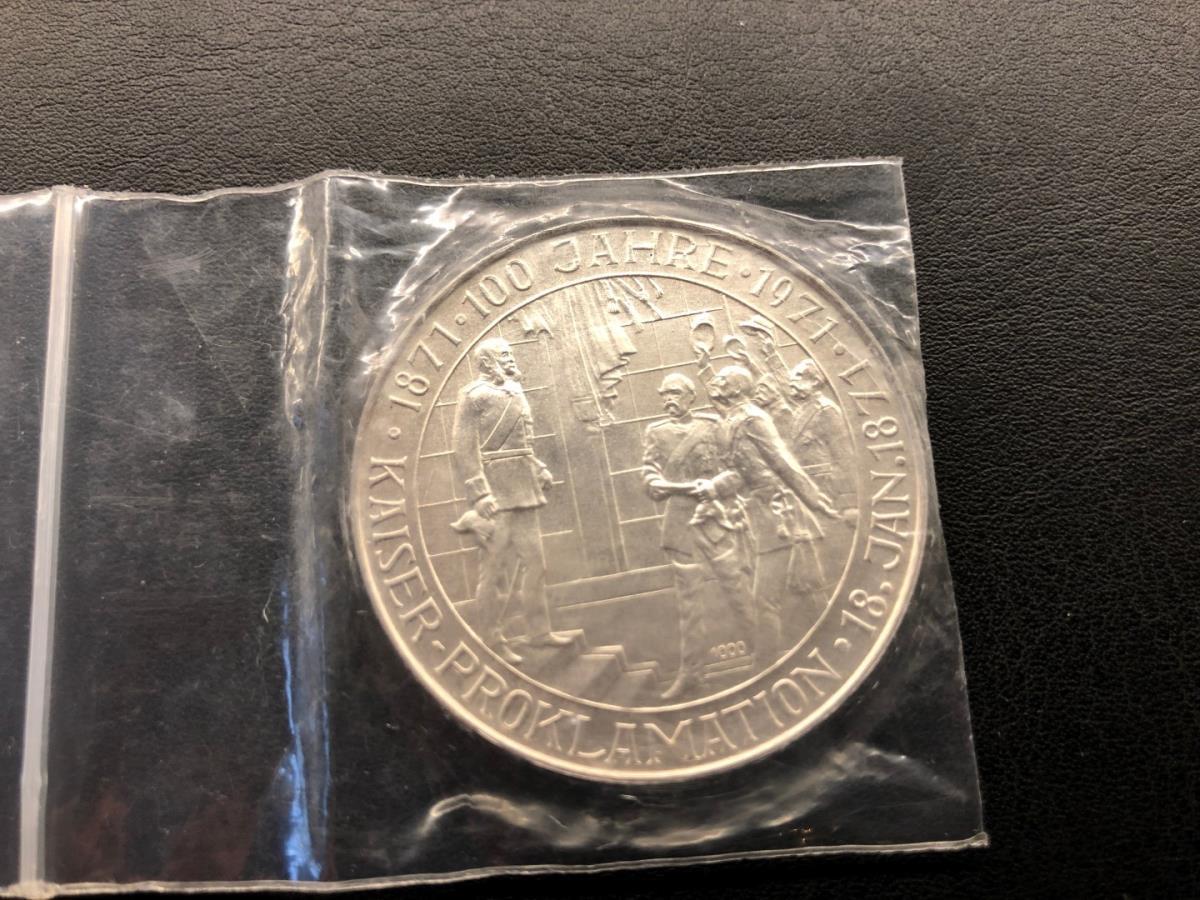 1871 · 100 JAHRE · 1971 ·
KAISER-PROKLAMATION · 18. JAN. 1871
1000